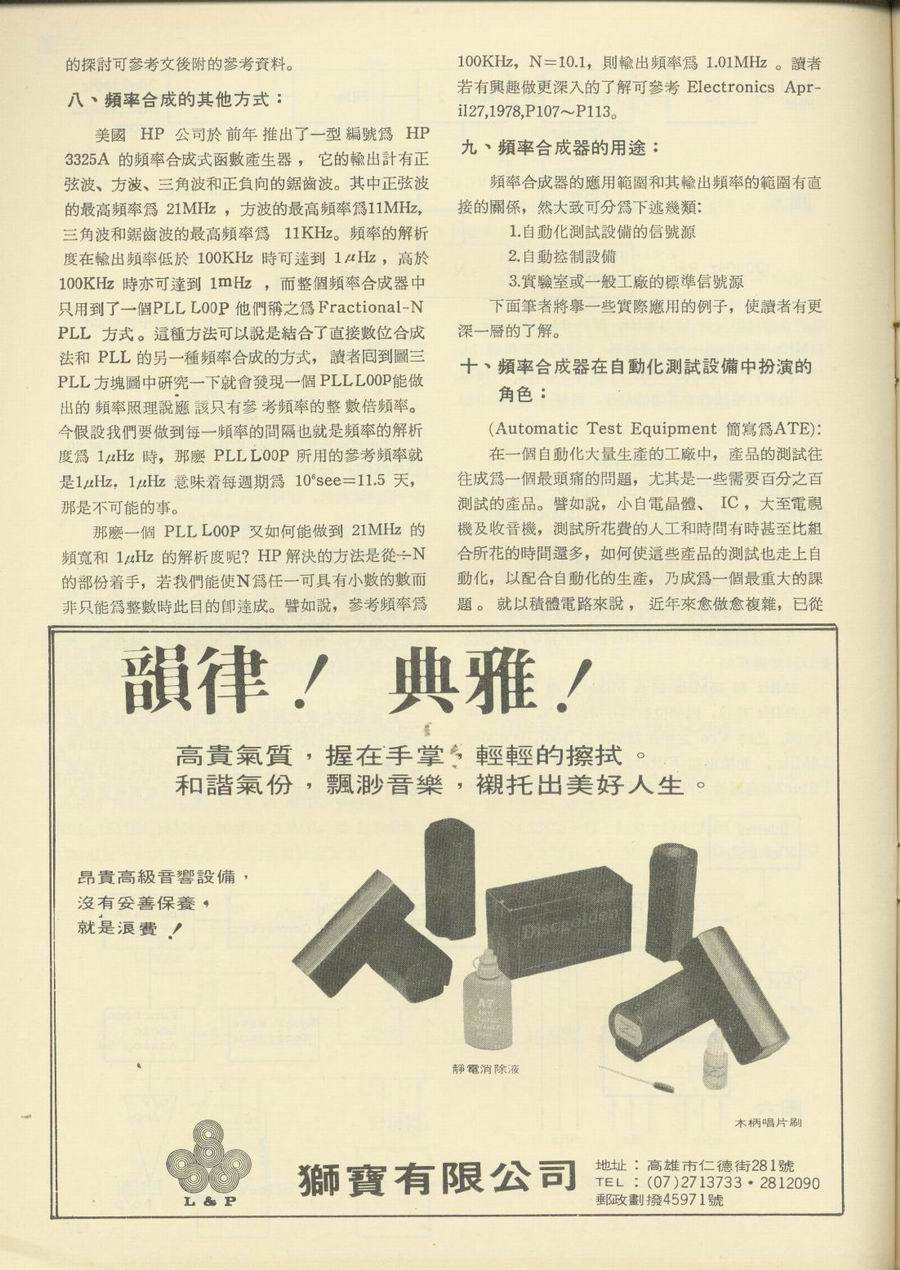 的探討可參考文後附的參考資料。
八、頻率合成的其他方式：
美國 HP 公司於前年推出了一型編號爲 HP
3325A 的頻率合成式函數產生器，它的輸出計有正
弦波、方波、三角波和正負向的鋸齒波。其中正弦波
的最高頻率爲 21MHz ，方波的最高頻率爲11MHz,
三角波和鋸齒波的最高頻率爲 11KHz。頻率的解析
度在輸出頻率低於 100KHz 時可達到 1μHz，高於
100KHz 時亦可達到 1mHz ，而整個頻率合成器中
只用到了一個PLL LOOP 他們稱之爲Fractional-N
PLL 方式。這種方法可以說是結合了直接數位合成
法和 PLL 的另一種頻率合成的方式，讀者回到圖三
PLL方塊圖中研究一下就會發現一個PLL LOOP能做
出的頻率照理說應該只有參考頻率的整數倍頻率。
今假設我們要做到每一頻率的間隔也就是頻率的解析
度爲 1μHz 時，那麼 PLL LOOP 所用的參考頻率就
是1μHz，1μHz 意味着每週期爲 10⁶see=11.5 天，
那是不可能的事。
那麼一個 PLL LOOP 又如何能做到 21MHz 的
頻寬和 1μHz 的解析度呢？HP解決的方法是從÷N
的部份着手，若我們能使N爲任一可具有小數的數而
非只能爲整數時此目的卽達成。譬如說，參考頻率爲
100KHz，N=10.1，則輸出頻率爲 1.01MHz 。讀者
若有興趣做更深入的了解可參考 Electronics Apr-
il27,1978,P107～P113。
九、頻率合成器的用途：
頻率合成器的應用範圍和其輸出頻率的範圍有直
接的關係，然大致可分爲下述幾類：
1.自動化測試設備的信號源
2.自動控制設備
3.實驗室或一般工廠的標準信號源
下面筆者將舉一些實際應用的例子，使讀者有更
深一層的了解。
十、頻率合成器在自動化測試設備中扮演的
角色：
(Automatic Test Equipment 簡寫爲ATE)：
在一個自動化大量生產的工廠中，產品的測試往
往成爲一個最頭痛的問題，尤其是一些需要百分之百
測試的產品。譬如說，小自電晶體、 IC ，大至電視
機及收音機，測試所花費的人工和時間有時甚至比組
合所花的時間還多，如何使這些產品的測試也走上自
動化，以配合自動化的生產，乃成爲一個最重大的課
題。就以積體電路來說，近年來愈做愈複雜，已從
韻律！典雅！
高貴氣質，握在手掌，輕輕的擦拭。
和諧氣份，飄渺音樂，襯托出美好人生。
昂貴高級音響設備，
沒有妥善保養，
就是浪費！
Discguardian
A7
靜電消除液
木柄唱片刷
L&P
獅寶有限公司
地址：高雄市仁德街281號
TEL：(07)2713733・2812090
郵政劃撥45971號